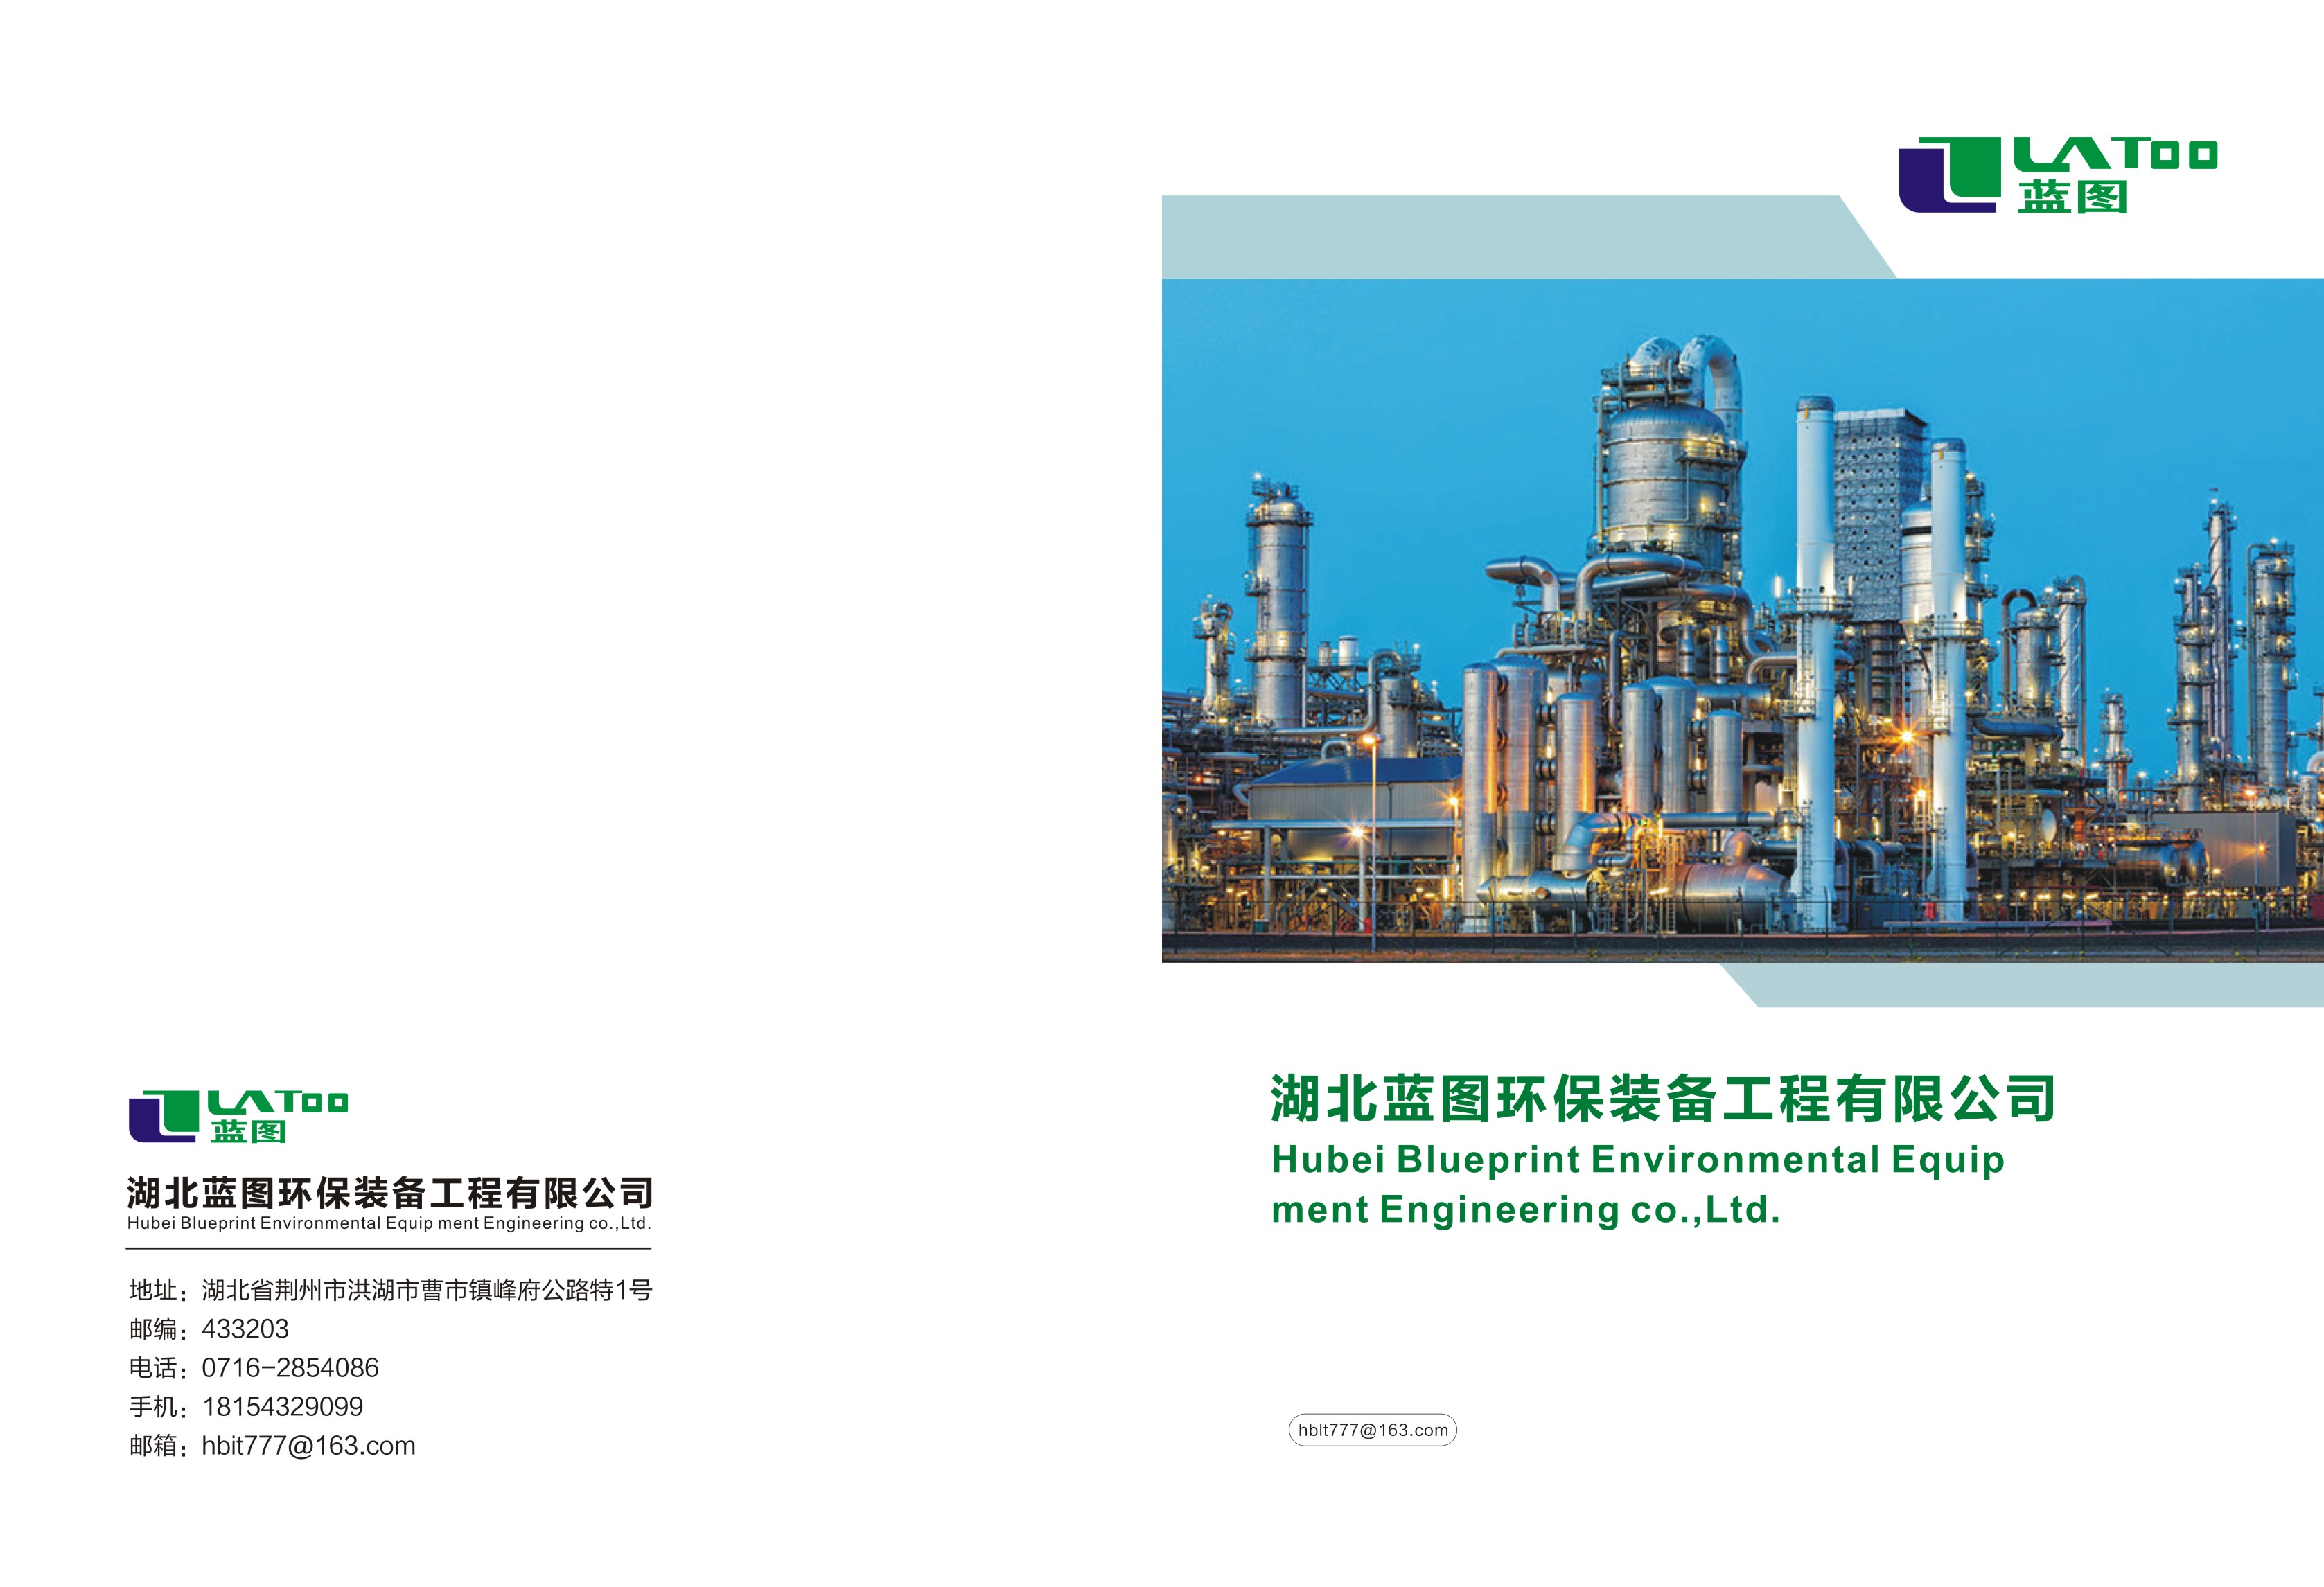 LATOO
蓝图
湖北蓝图环保装备工程有限公司
Hubei Blueprint Environmental Equip ment Engineering co.,Ltd.
地址：湖北省荆州市洪湖市曹市镇峰府公路特1号
邮编：433203
电话：0716-2854086
手机：18154329099
邮箱：hbit777@163.com
LATOO
蓝图
湖北蓝图环保装备工程有限公司
Hubei Blueprint Environmental Equip
ment Engineering co.,Ltd.
hblt777@163.com